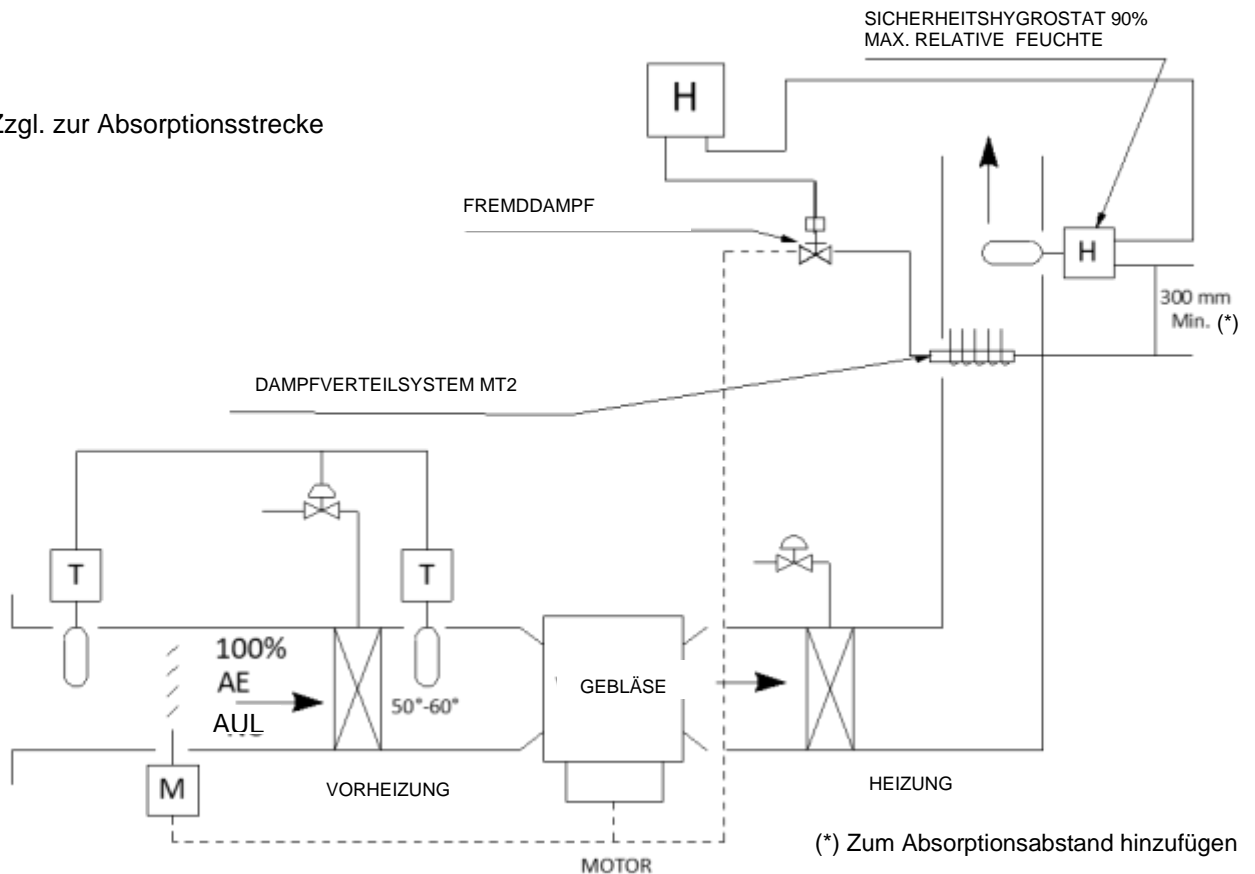 SICHERHEITSHYGROSTAT 90%
MAX. RELATIVE FEUCHTE
H
Zzgl. zur Absorptionsstrecke
FREMDDAMPF
H
300 mm
Min. (*)
DAMPFVERTEILSYSTEM MT2
T
T
100%
AE
AUL
50°-60°
GEBLÄSE
M
VORHEIZUNG
HEIZUNG
(*) Zum Absorptionsabstand hinzufügen
MOTOR